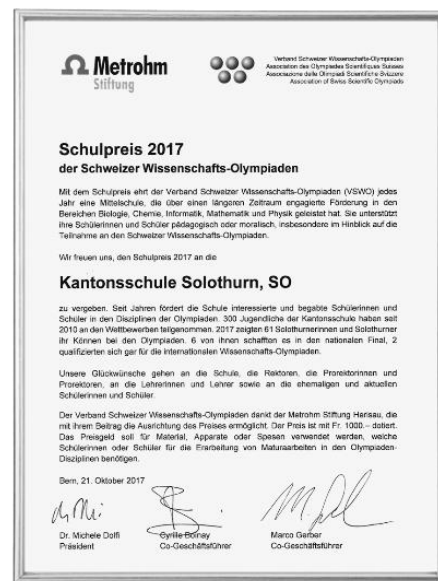 Metrohm
Stiftung
Verband Schweizer Wissenschafts-Olympiaden
Association des Olympiades Scientifiques Suisses
Associazione delle Olimpiadi Scientifiche Svizzere
Association of Swiss Scientific Olympiads
Schulpreis 2017
der Schweizer Wissenschafts-Olympiaden
Mit dem Schulpreis ehrt der Verband Schweizer Wissenschafts-Olympiaden (VSWO) jedes
Jahr eine Mittelschule, die über einen längeren Zeitraum engagierte Förderung in den
Bereichen Biologie, Chemie, Informatik, Mathematik und Physik geleistet hat. Sie unterstützt
ihre Schülerinnen und Schüler pädagogisch oder moralisch, insbesondere im Hinblick auf die
Teilnahme an den Schweizer Wissenschafts-Olympiaden.
Wir freuen uns, den Schulpreis 2017 an die
Kantonsschule Solothurn, SO
zu vergeben. Seit Jahren fördert die Schule interessierte und begabte Schülerinnen und
Schüler in den Disziplinen der Olympiaden. 300 Jugendliche der Kantonsschule haben seit
2010 an den Wettbewerben teilgenommen. 2017 zeigten 61 Solothurnerinnen und Solothurner
ihr Können bei den Olympiaden. 6 von ihnen schafften es in den nationalen Final, 2
qualifizierten sich gar für die internationalen Wissenschafts-Olympiaden.
Unsere Glückwünsche gehen an die Schule, die Rektoren, die Prorektorinnen und
Prorektoren, an die Lehrerinnen und Lehrer sowie an die ehemaligen und aktuellen
Schülerinnen und Schüler.
Der Verband Schweizer Wissenschafts-Olympiaden dankt der Metrohm Stiftung Herisau, die
mit ihrem Beitrag die Ausrichtung des Preises ermöglicht. Der Preis ist mit Fr. 1000.– dotiert.
Das Preisgeld soll für Material, Apparate oder Spesen verwendet werden, welche
Schülerinnen oder Schüler für die Erarbeitung von Maturaarbeiten in den Olympiaden-
Disziplinen benötigen.
Bern, 21. Oktober 2017
Dr. Michele Dolfi
Cyrille Boinay
Marco Gerber
Präsident
Co-Geschäftsführer
Co-Geschäftsführer